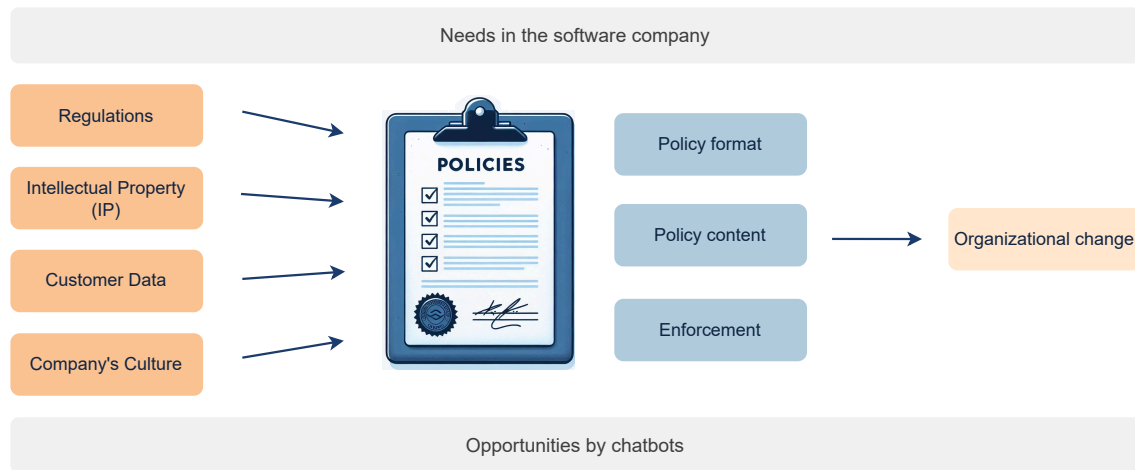 Needs in the software company
Regulations
Intellectual Property
(IP)
Customer Data
Company's Culture
POLICIES
Policy format
Policy content
Enforcement
Organizational change
Opportunities by chatbots